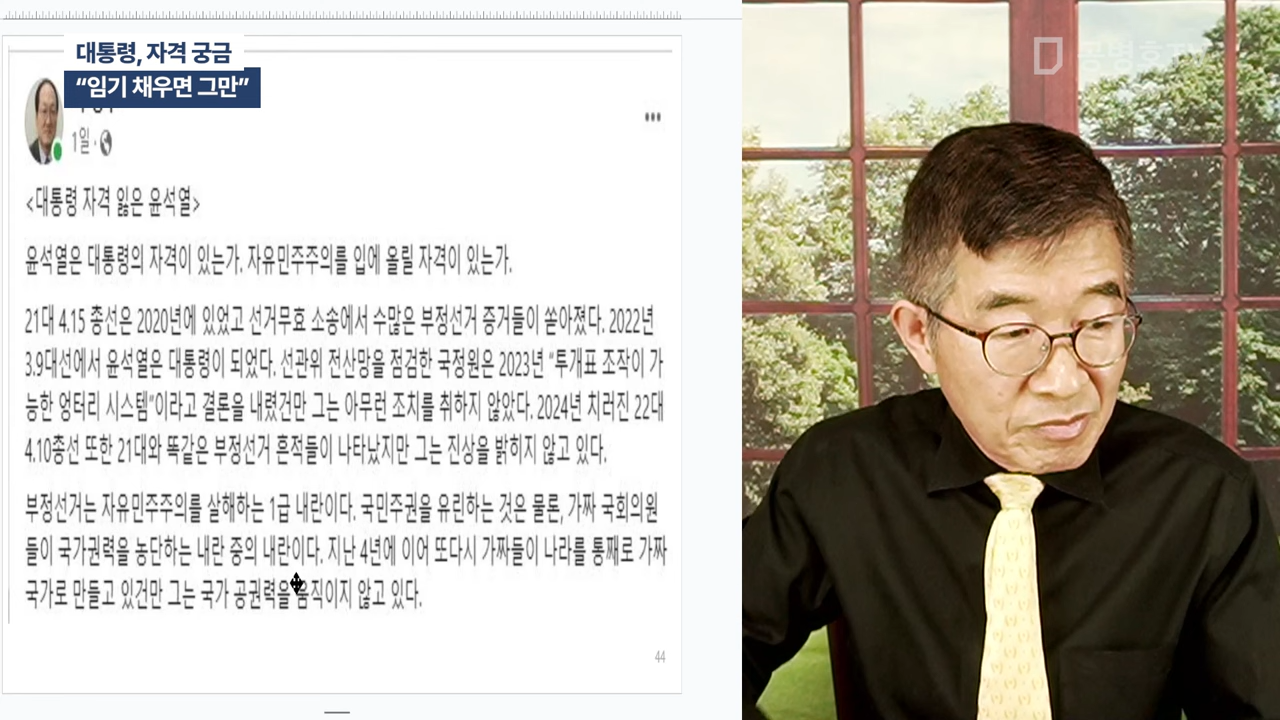 대통령, 자격 궁금
“임기 채우면 그만”
1일 ·
<대통령 자격 잃은 윤석열>
윤석열은 대통령의 자격이 있는가. 자유민주주의를 입에 올릴 자격이 있는가.
21대 4.15 총선은 2020년에 있었고 선거무효 소송에서 수많은 부정선거 증거들이 쏟아졌다. 2022년
3.9대선에서 윤석열은 대통령이 되었다. 선관위 전산망을 점검한 국정원은 2023년 “투개표 조작이 가
능한 엉터리 시스템”이라고 결론을 내렸건만 그는 아무런 조치를 취하지 않았다. 2024년 치러진 22대
4.10총선 또한 21대와 똑같은 부정선거 흔적들이 나타났지만 그는 진상을 밝히지 않고 있다.
부정선거는 자유민주주의를 살해하는 1급 내란이다. 국민주권을 유린하는 것은 물론, 가짜 국회의원
들이 국가권력을 농단하는 내란 중의 내란이다. 지난 4년에 이어 또다시 가짜들이 나라를 통째로 가짜
국가로 만들고 있건만 그는 국가 공권력을 움직이지 않고 있다.
44
공병호TV